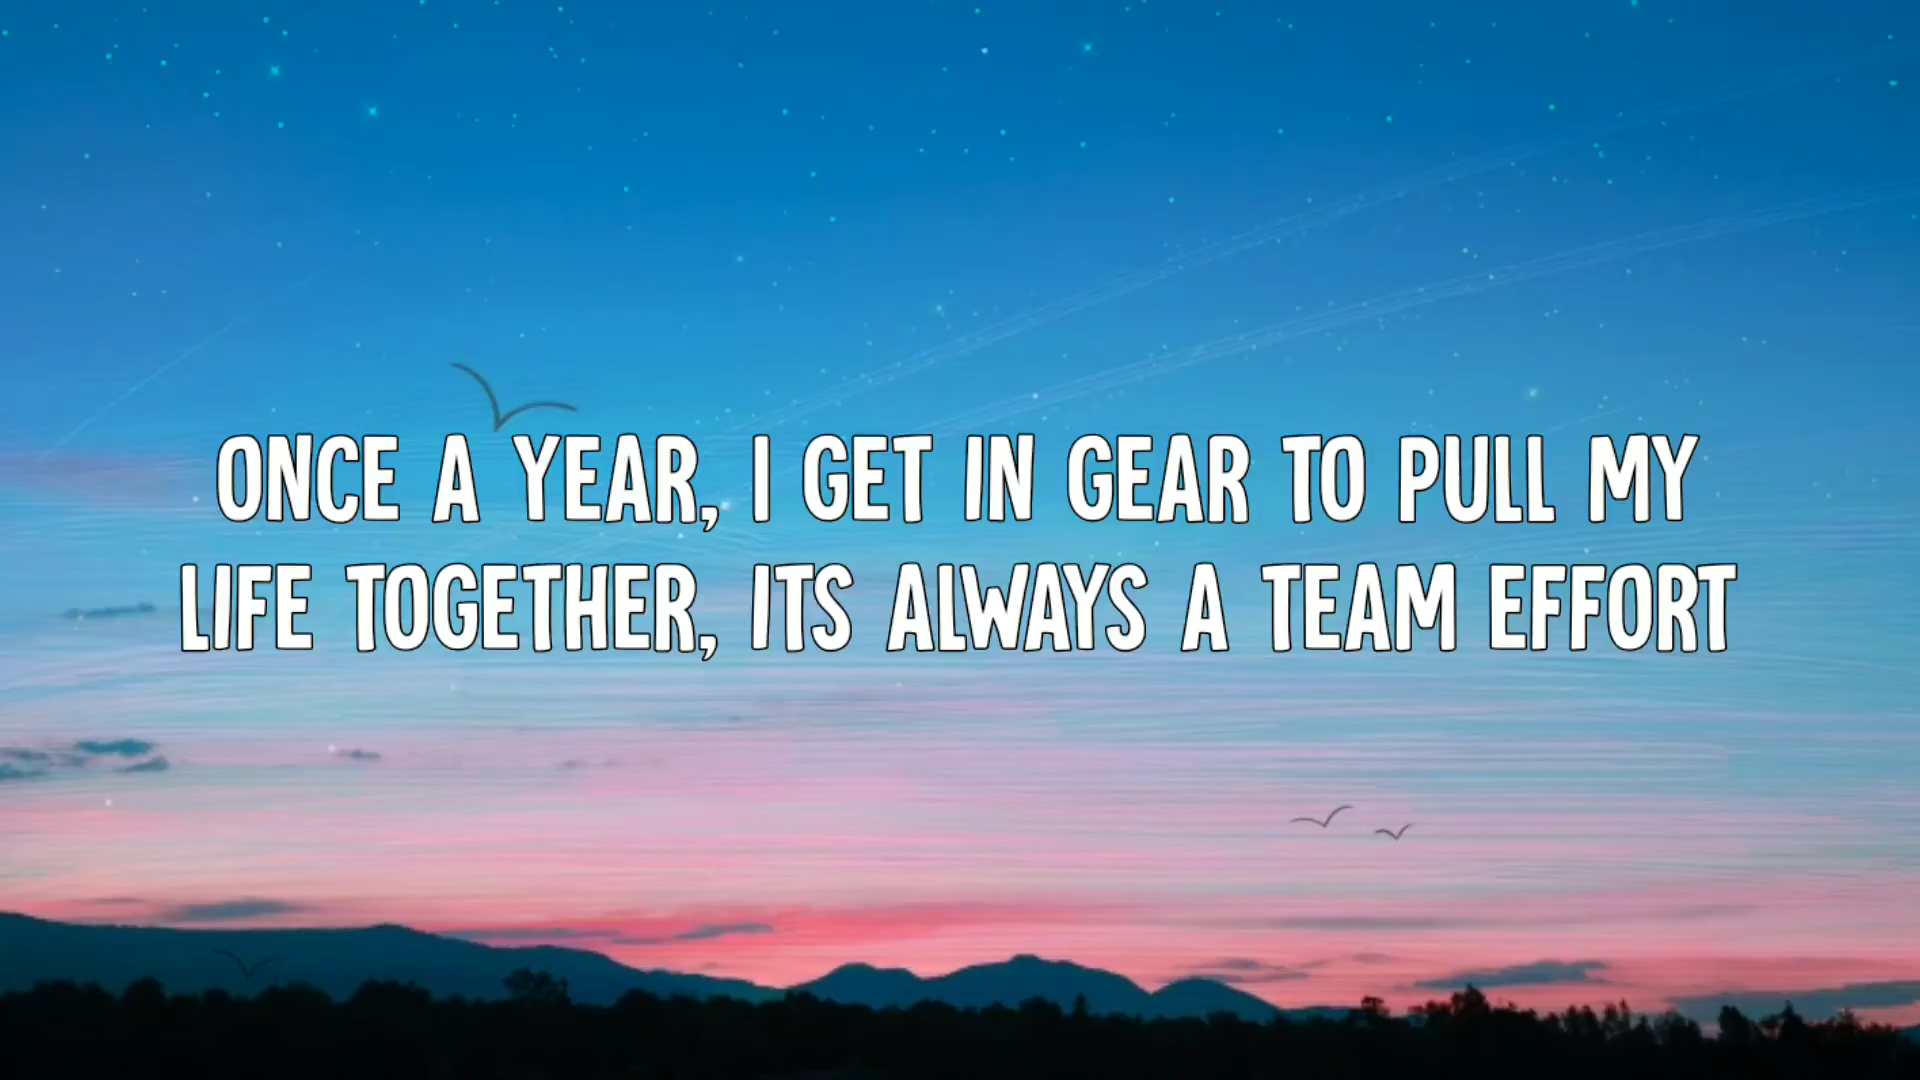 ONCE A YEAR, I GET IN GEAR TO PULL MY
LIFE TOGETHER, ITS ALWAYS A TEAM EFFORT